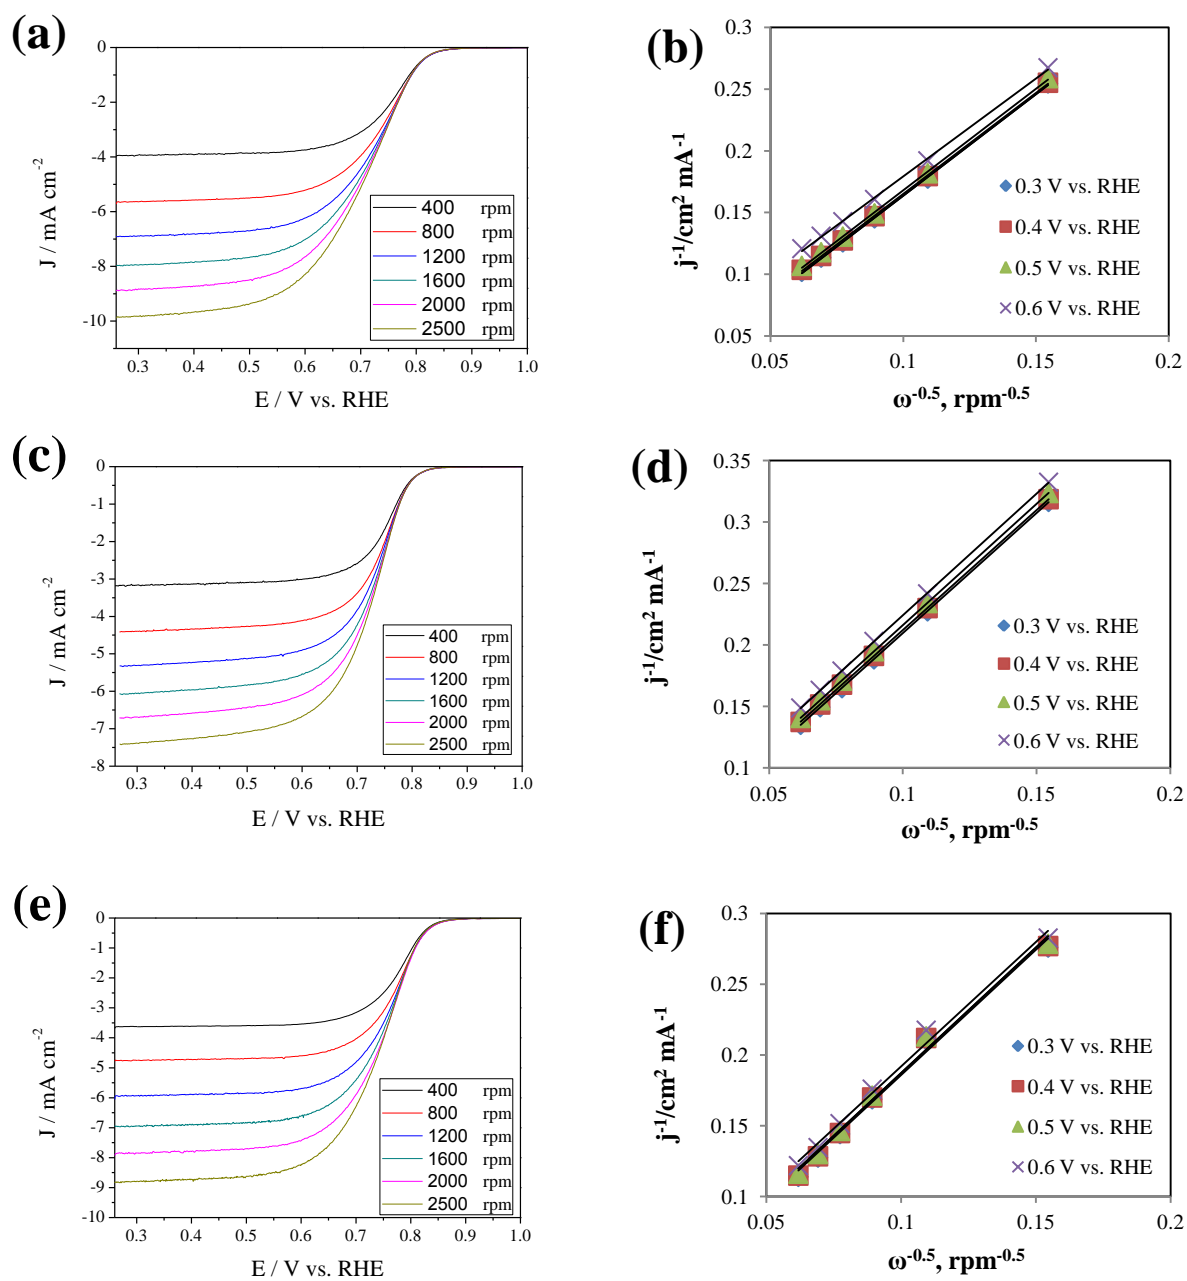 (a)
0
-2
-4
-6
-8
-10
J / mA cm-2
0.3 0.4 0.5 0.6 0.7 0.8 0.9 1.0
E / V vs. RHE
400 rpm
800 rpm
1200 rpm
1600 rpm
2000 rpm
2500 rpm
(b)
0.3
0.25
0.2
0.15
0.1
0.05
j-1/cm2 mA-1
0.05 0.1 0.15 0.2
ω-0.5, rpm-0.5
0.3 V vs. RHE
0.4 V vs. RHE
0.5 V vs. RHE
0.6 V vs. RHE
(c)
0
-1
-2
-3
-4
-5
-6
-7
-8
J / mA cm-2
0.3 0.4 0.5 0.6 0.7 0.8 0.9 1.0
E / V vs. RHE
400 rpm
800 rpm
1200 rpm
1600 rpm
2000 rpm
2500 rpm
(d)
0.35
0.3
0.25
0.2
0.15
0.1
j-1/cm2 mA-1
0.05 0.1 0.15 0.2
ω-0.5, rpm-0.5
0.3 V vs. RHE
0.4 V vs. RHE
0.5 V vs. RHE
0.6 V vs. RHE
(e)
0
-1
-2
-3
-4
-5
-6
-7
-8
-9
-10
J / mA cm-2
0.3 0.4 0.5 0.6 0.7 0.8 0.9 1.0
E / V vs. RHE
400 rpm
800 rpm
1200 rpm
1600 rpm
2000 rpm
2500 rpm
(f)
0.3
0.25
0.2
0.15
0.1
j-1/cm2 mA-1
0.05 0.1 0.15 0.2
ω-0.5, rpm-0.5
0.3 V vs. RHE
0.4 V vs. RHE
0.5 V vs. RHE
0.6 V vs. RHE